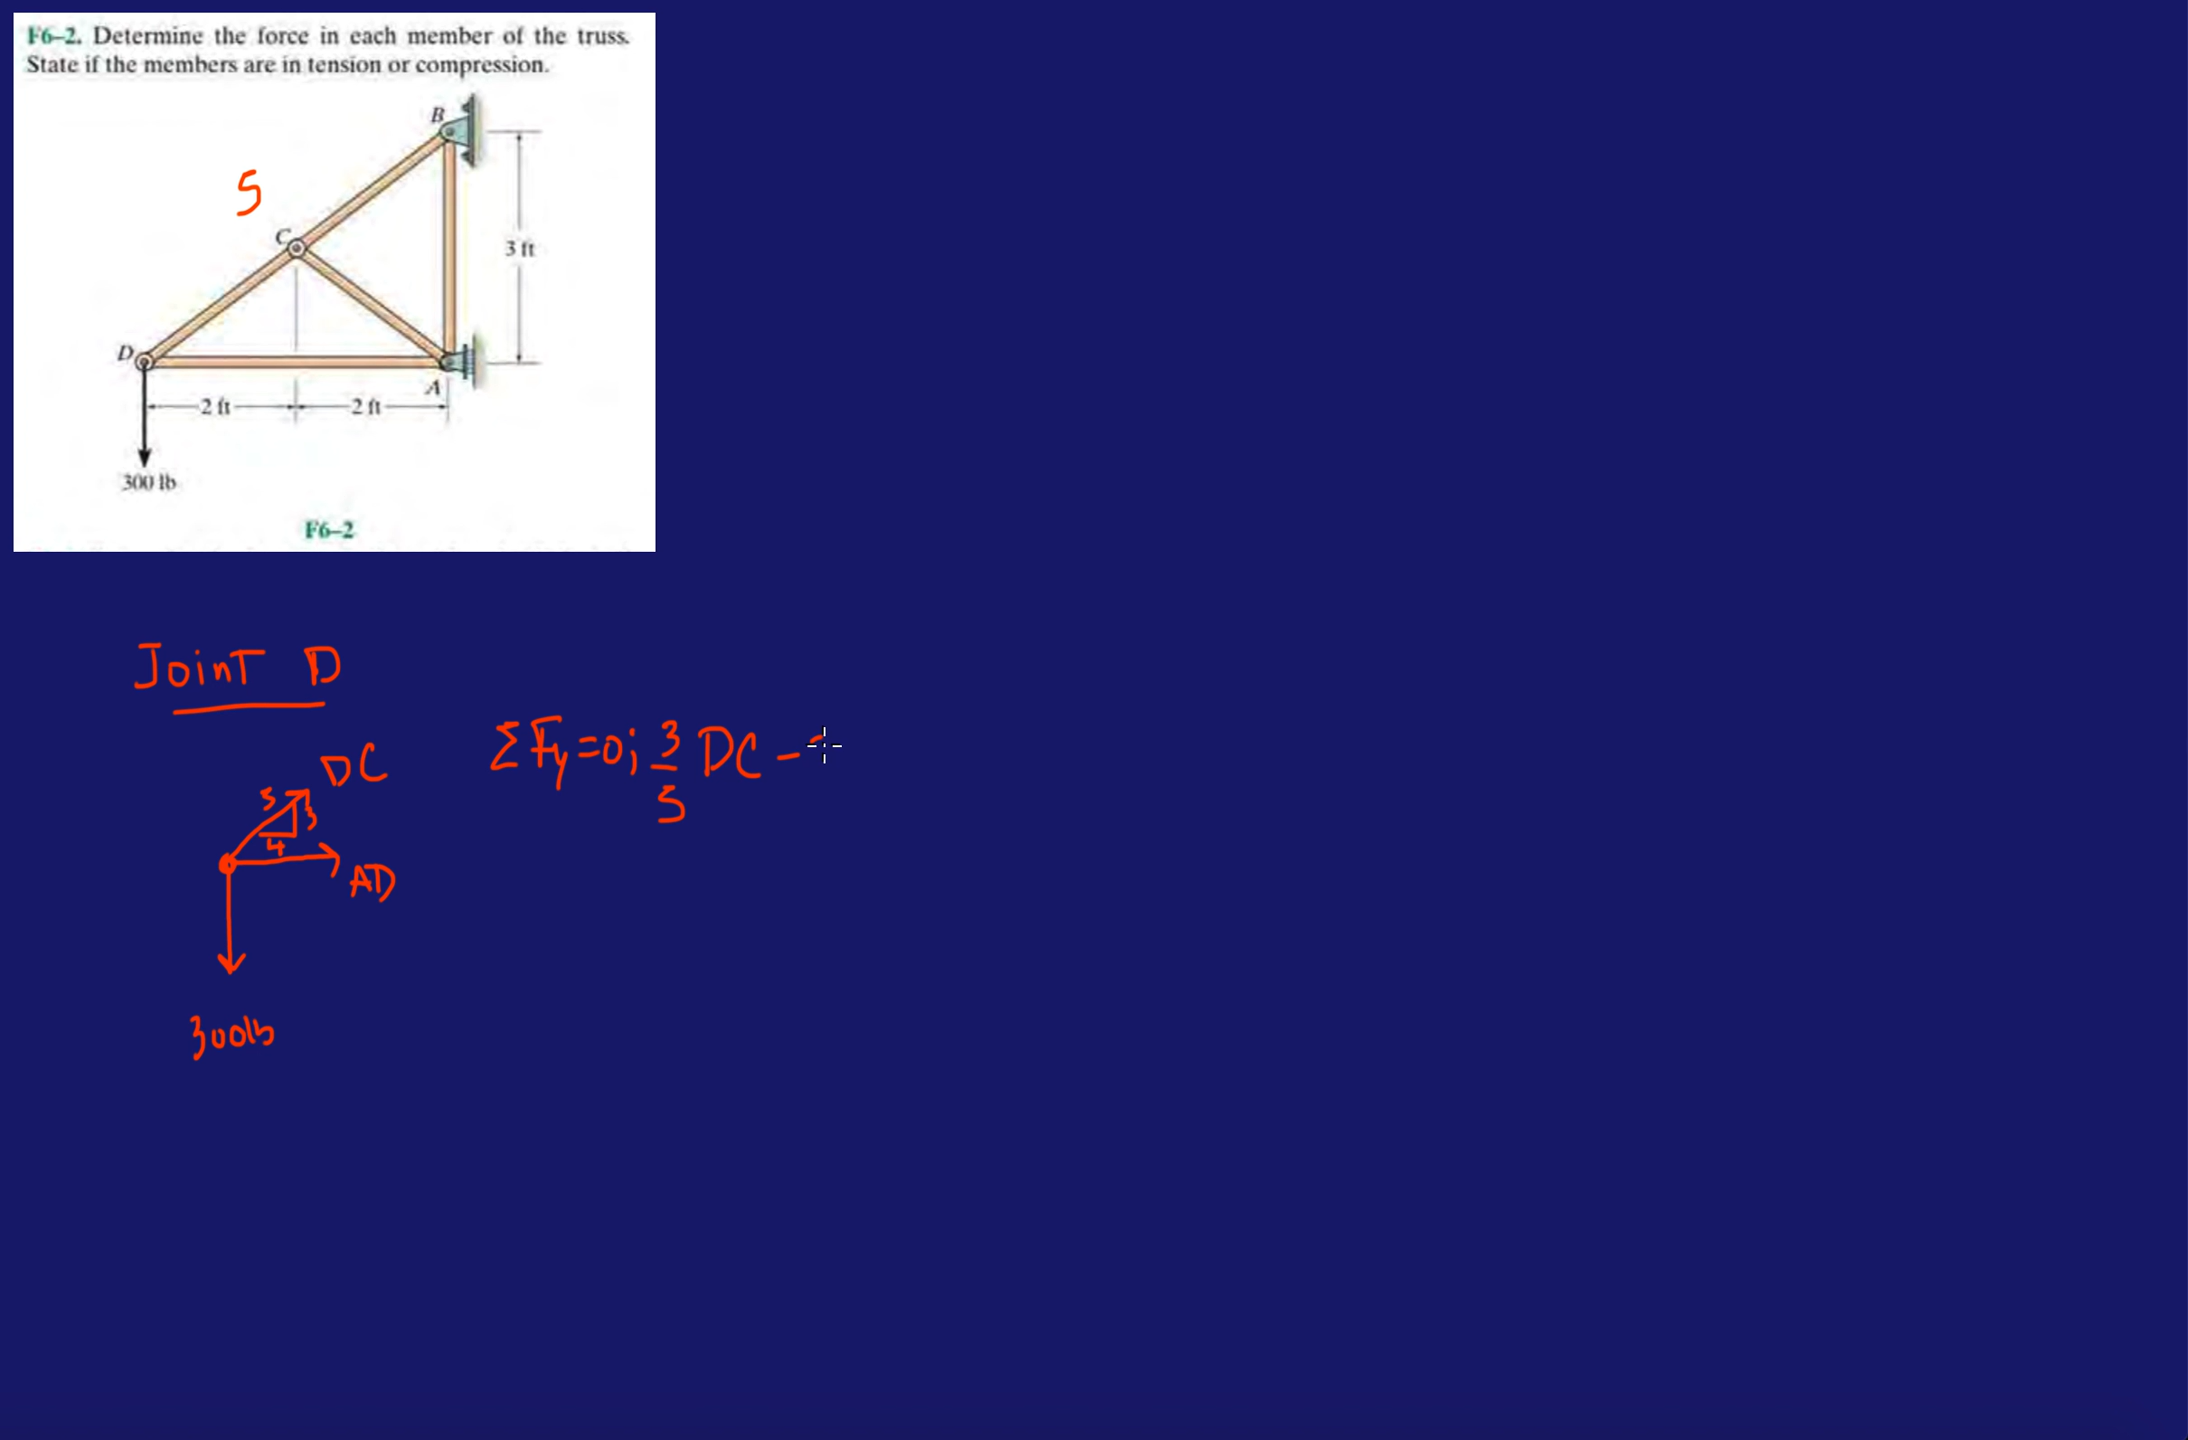 F6–2. Determine the force in each member of the truss.
State if the members are in tension or compression.
B
5
C
3 ft
D
A
2 ft
2 ft
300 lb
F6–2
JoinT D
DC
5
3
4
AD
300lb
ΣFy=0; 3/5 DC -